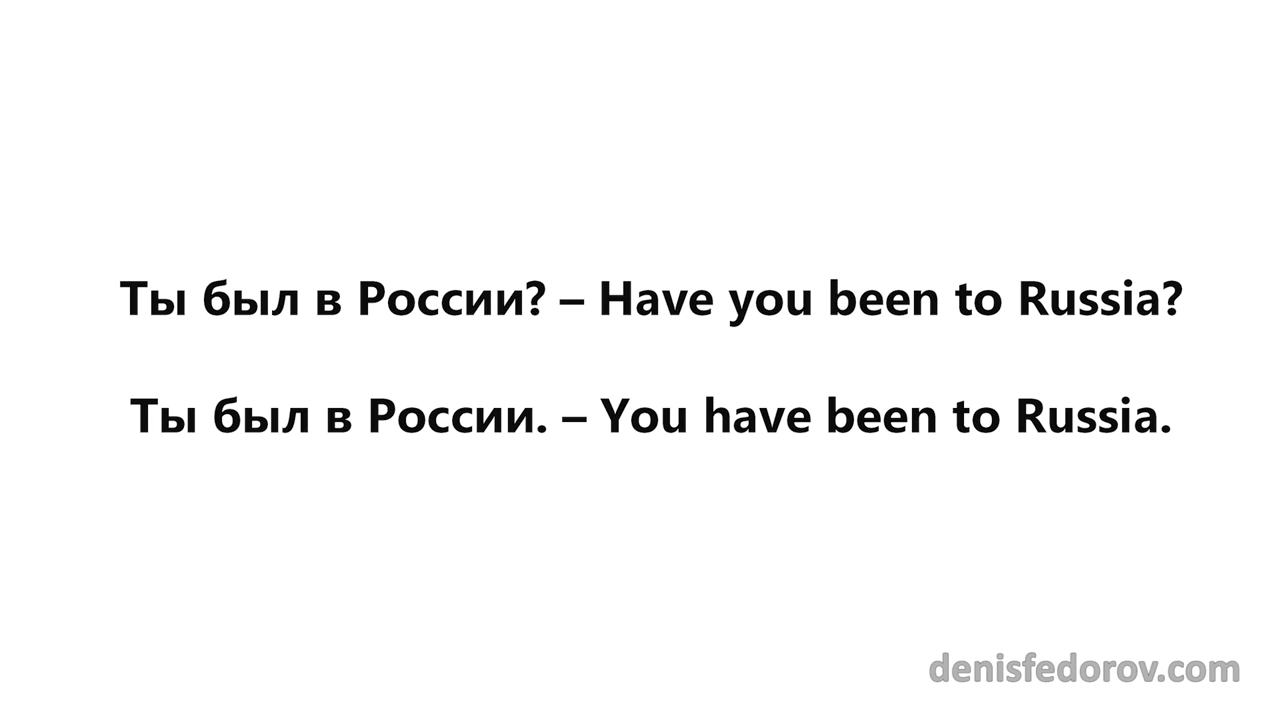 Ты был в России? – Have you been to Russia?
Ты был в России. – You have been to Russia.
denisfedorov.com